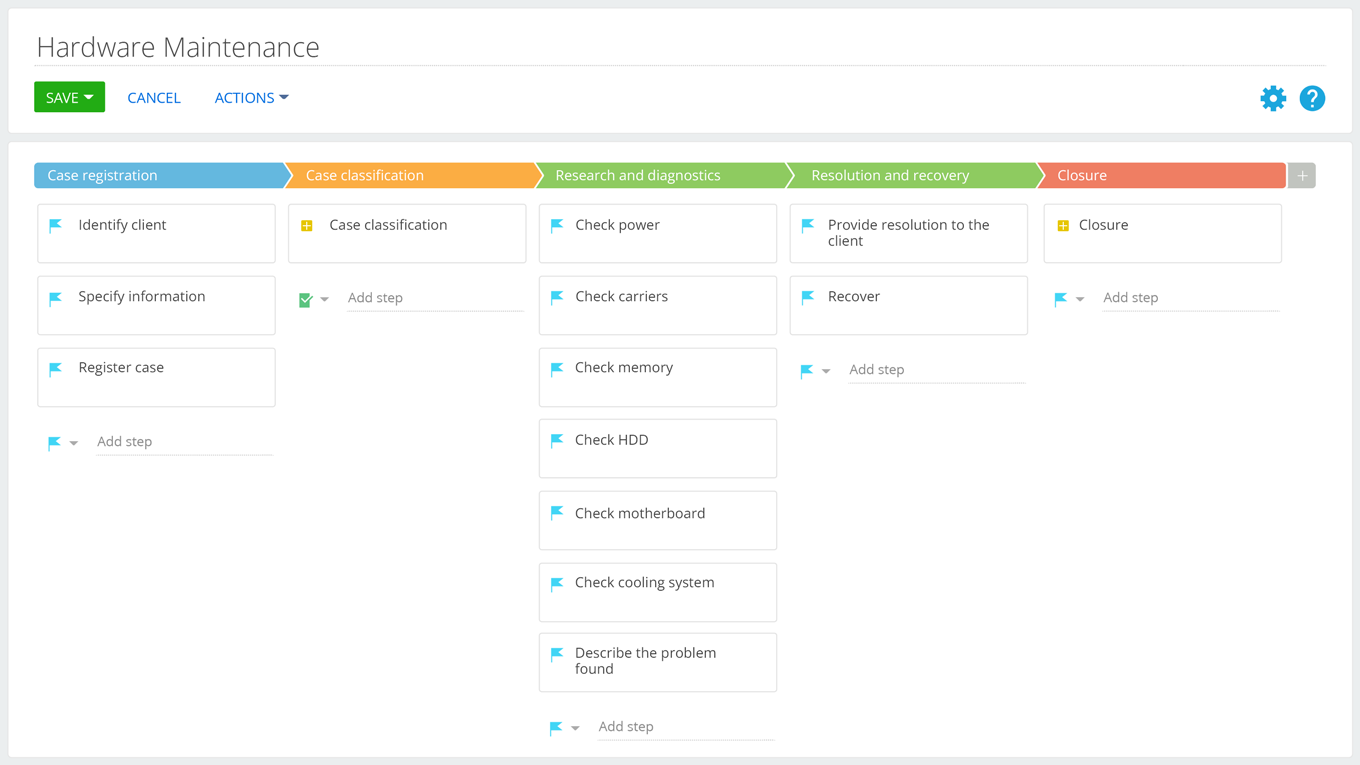 Hardware Maintenance
SAVE
CANCEL
ACTIONS
?
Case registration
Case classification
Research and diagnostics
Resolution and recovery
Closure
+
Identify client
Specify information
Register case
Add step
Case classification
Add step
Check power
Check carriers
Check memory
Check HDD
Check motherboard
Check cooling system
Describe the problem
found
Add step
Provide resolution to the
client
Recover
Add step
Closure
Add step